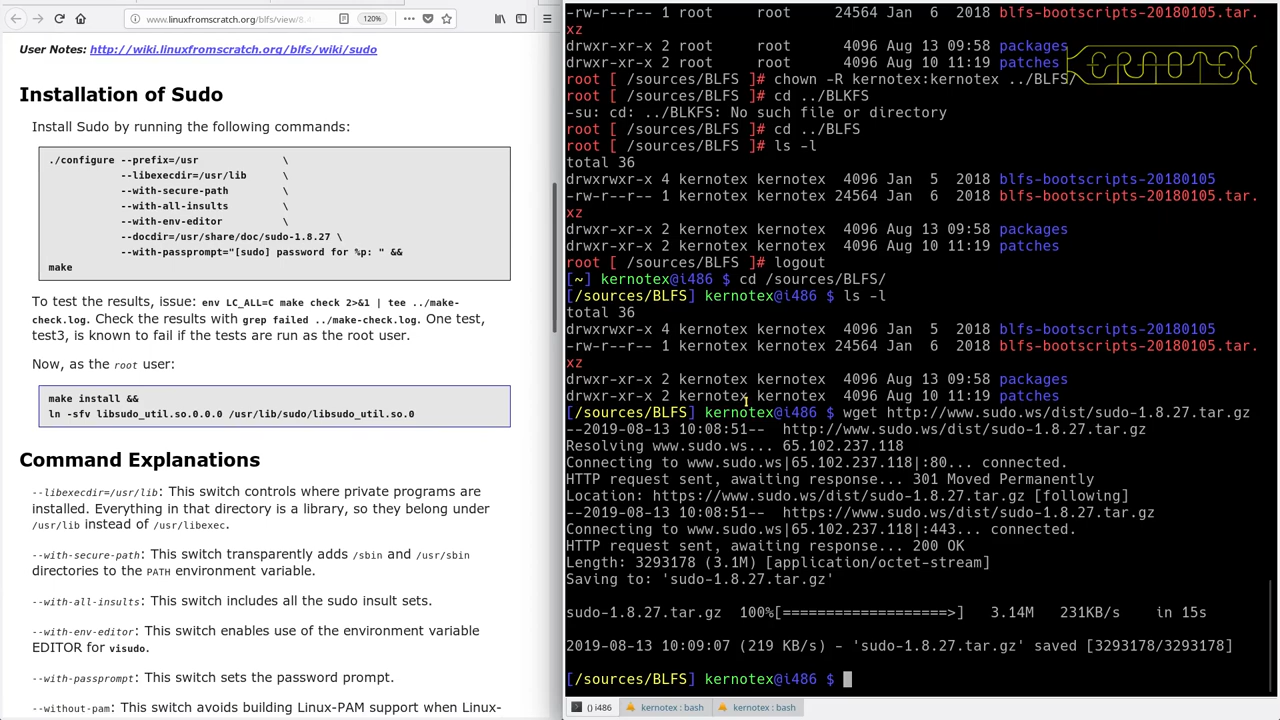 www.linuxfromscratch.org/blfs/view/8.
120%
User Notes: http://wiki.linuxfromscratch.org/blfs/wiki/sudo
Installation of Sudo
Install Sudo by running the following commands:
./configure --prefix=/usr \
--libexecdir=/usr/lib \
--with-secure-path \
--with-all-insults \
--with-env-editor \
--docdir=/usr/share/doc/sudo-1.8.27 \
--with-passprompt="[sudo] password for %p: " &&
make
To test the results, issue: env LC_ALL=C make check 2>&1 | tee ../make-
check.log. Check the results with grep failed ../make-check.log. One test,
test3, is known to fail if the tests are run as the root user.
Now, as the root user:
make install &&
ln -sfv libsudo_util.so.0.0.0 /usr/lib/sudo/libsudo_util.so.0
Command Explanations
--libexecdir=/usr/lib: This switch controls where private programs are
installed. Everything in that directory is a library, so they belong under
/usr/lib instead of /usr/libexec.
--with-secure-path: This switch transparently adds /sbin and /usr/sbin
directories to the PATH environment variable.
--with-all-insults: This switch includes all the sudo insult sets.
--with-env-editor: This switch enables use of the environment variable
EDITOR for visudo.
--with-passprompt: This switch sets the password prompt.
--without-pam: This switch avoids building Linux-PAM support when Linux-
-rw-r--r-- 1 root root 24564 Jan 6 2018 blfs-bootscripts-20180105.tar.
xz
drwxr-xr-x 2 root root 4096 Aug 13 09:58 packages
drwxr-xr-x 2 root root 4096 Aug 10 11:19 patches
KERNOTEX
root [ /sources/BLFS ]# chown -R kernotex:kernotex ../BLFS/
root [ /sources/BLFS ]# cd ../BLKFS
-su: cd: ../BLKFS: No such file or directory
root [ /sources/BLFS ]# cd ../BLFS
root [ /sources/BLFS ]# ls -l
total 36
drwxrwxr-x 4 kernotex kernotex 4096 Jan 5 2018 blfs-bootscripts-20180105
-rw-r--r-- 1 kernotex kernotex 24564 Jan 6 2018 blfs-bootscripts-20180105.tar.
xz
drwxr-xr-x 2 kernotex kernotex 4096 Aug 13 09:58 packages
drwxr-xr-x 2 kernotex kernotex 4096 Aug 10 11:19 patches
root [ /sources/BLFS ]# logout
[~] kernotex@i486 $ cd /sources/BLFS/
[/sources/BLFS] kernotex@i486 $ ls -l
total 36
drwxrwxr-x 4 kernotex kernotex 4096 Jan 5 2018 blfs-bootscripts-20180105
-rw-r--r-- 1 kernotex kernotex 24564 Jan 6 2018 blfs-bootscripts-20180105.tar.
xz
drwxr-xr-x 2 kernotex kernotex 4096 Aug 13 09:58 packages
drwxr-xr-x 2 kernotex kernotex 4096 Aug 10 11:19 patches
[/sources/BLFS] kernotex@i486 $ wget http://www.sudo.ws/dist/sudo-1.8.27.tar.gz
--2019-08-13 10:08:51-- http://www.sudo.ws/dist/sudo-1.8.27.tar.gz
Resolving www.sudo.ws... 65.102.237.118
Connecting to www.sudo.ws|65.102.237.118|:80... connected.
HTTP request sent, awaiting response... 301 Moved Permanently
Location: https://www.sudo.ws/dist/sudo-1.8.27.tar.gz [following]
--2019-08-13 10:08:51-- https://www.sudo.ws/dist/sudo-1.8.27.tar.gz
Connecting to www.sudo.ws|65.102.237.118|:443... connected.
HTTP request sent, awaiting response... 200 OK
Length: 3293178 (3.1M) [application/octet-stream]
Saving to: 'sudo-1.8.27.tar.gz'
sudo-1.8.27.tar.gz 100%[===================>] 3.14M 231KB/s in 15s
2019-08-13 10:09:07 (219 KB/s) - 'sudo-1.8.27.tar.gz' saved [3293178/3293178]
[/sources/BLFS] kernotex@i486 $
() i486
kernotex : bash
kernotex : bash